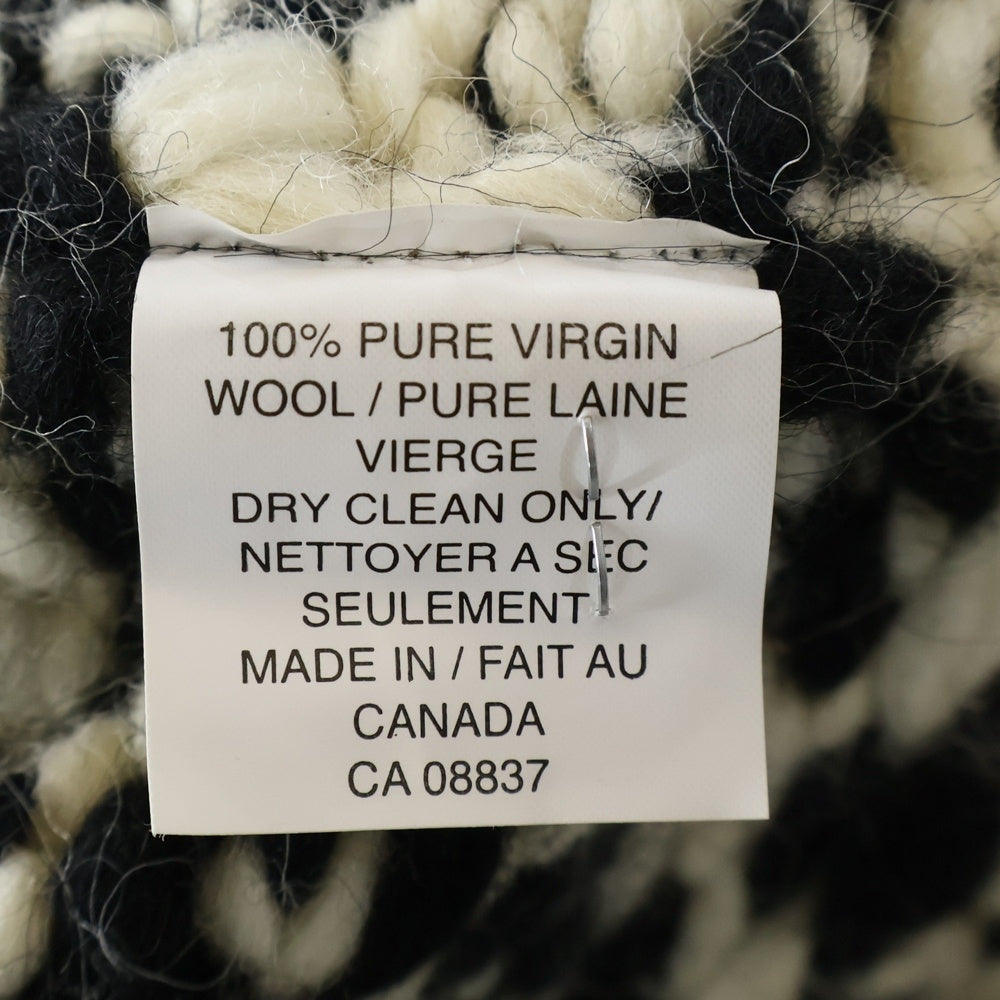 100% PURE VIRGIN
WOOL / PURE LAINE
VIERGE
DRY CLEAN ONLY/
NETTOYER A SEC
SEULEMENT
MADE IN / FAIT AU
CANADA
CA 08837